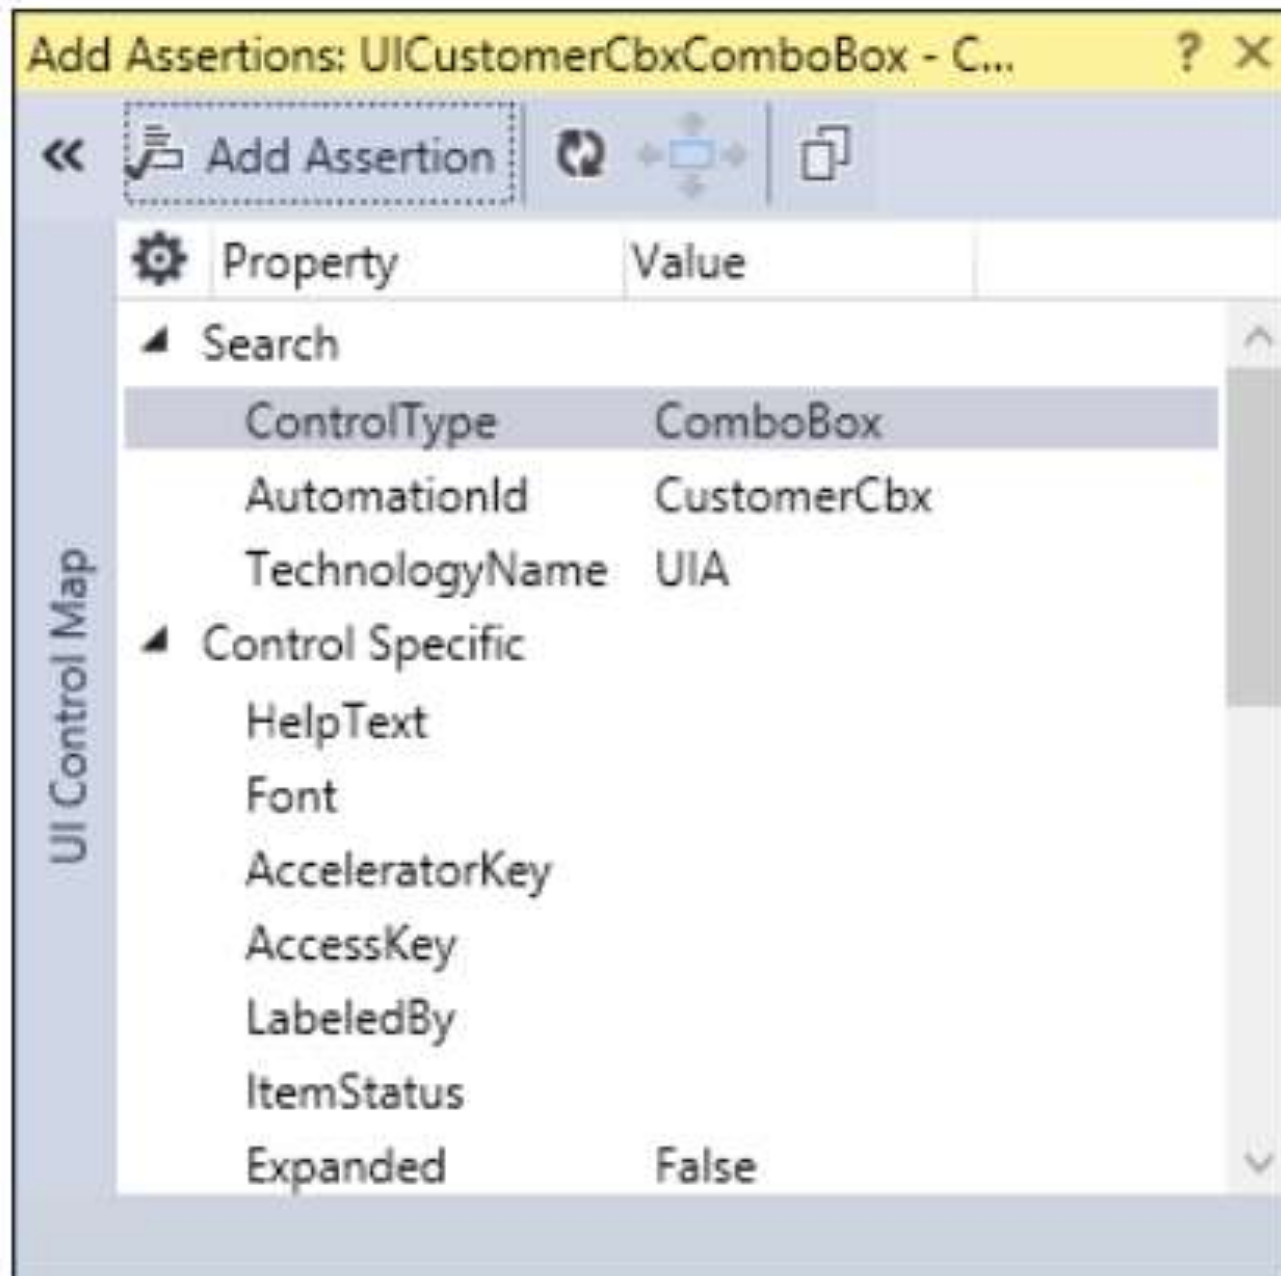 Add Assertions: UICustomerCbxComboBox - C... ? ×
Add Assertion
Property Value
Search
ControlType ComboBox
AutomationId CustomerCbx
TechnologyName UIA
Control Specific
HelpText
Font
AcceleratorKey
AccessKey
LabeledBy
ItemStatus
Expanded False
UI Control Map